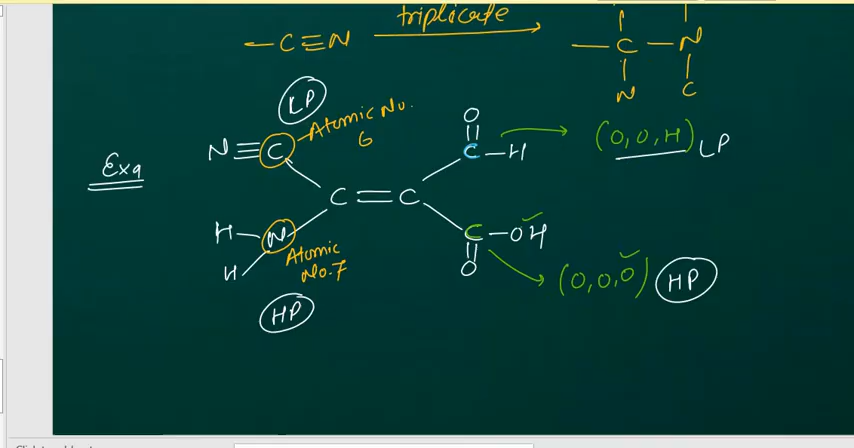 triplicate
—C≡N → —C—N
N C
LP
Atomic No. 6
O
Exa
N≡C
C—H
(O,O,H) LP
C=C
H
N
C—OH
H
Atomic No. 7
O
(O,O,O) HP
HP